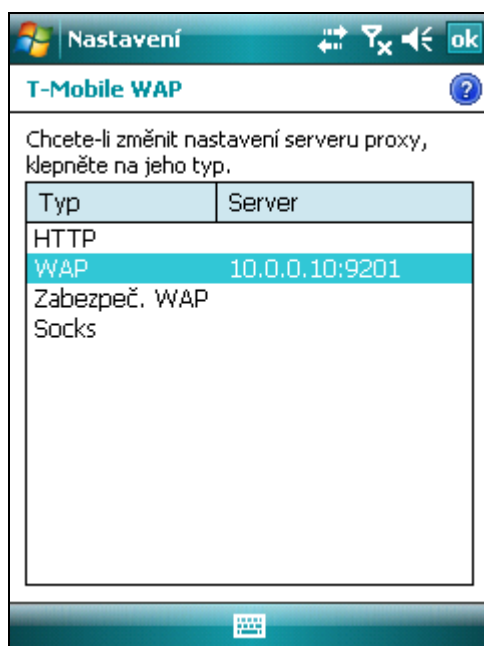 Nastavení ok
T-Mobile WAP ?
Chcete-li změnit nastavení serveru proxy,
klepněte na jeho typ.
Typ Server
HTTP
WAP 10.0.0.10:9201
Zabezpeč. WAP
Socks